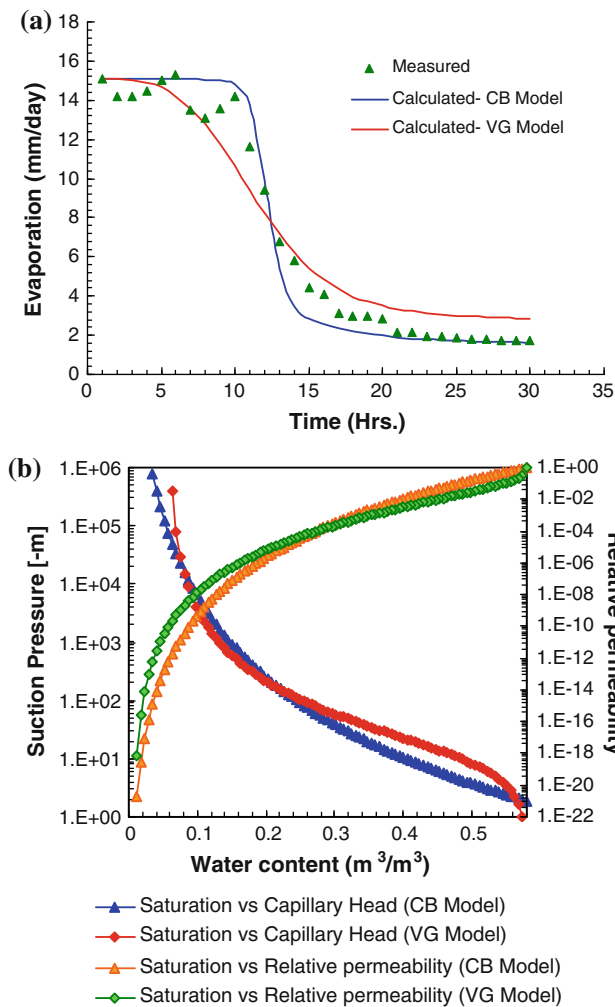 (a)
18
16
14
12
10
8
6
4
2
0
Evaporation (mm/day)
Measured
Calculated- CB Model
Calculated- VG Model
0 5 10 15 20 25 30 35
Time (Hrs.)
(b)
1.E+06
1.E+05
1.E+04
1.E+03
1.E+02
1.E+01
1.E+00
Suction Pressure [-m]
1.E+00
1.E-02
1.E-04
1.E-06
1.E-08
1.E-10
1.E-12
1.E-14
1.E-16
1.E-18
1.E-20
1.E-22
Relative permeability
0 0.1 0.2 0.3 0.4 0.5
Water content (m³/m³)
Saturation vs Capillary Head (CB Model)
Saturation vs Capillary Head (VG Model)
Saturation vs Relative permeability (CB Model)
Saturation vs Relative permeability (VG Model)